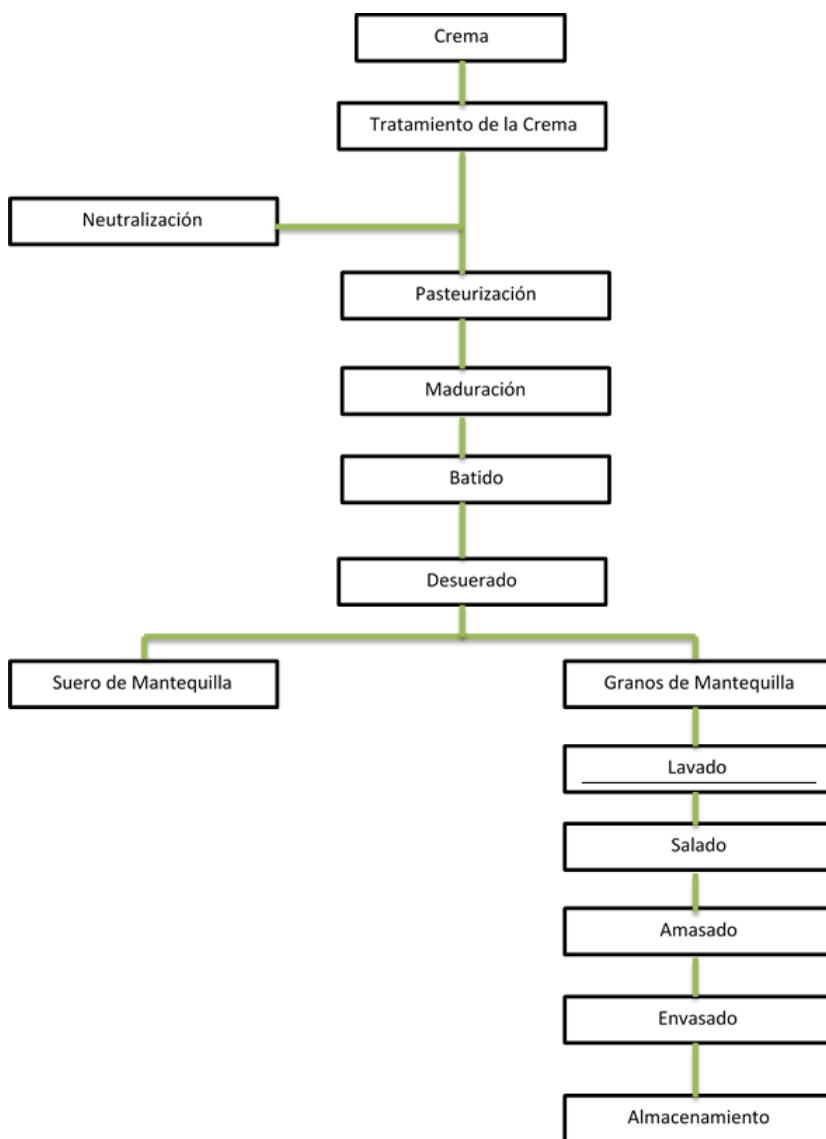 Crema
Tratamiento de la Crema
Neutralización
Pasteurización
Maduración
Batido
Desuerado
Suero de Mantequilla
Granos de Mantequilla
Lavado
Salado
Amasado
Envasado
Almacenamiento